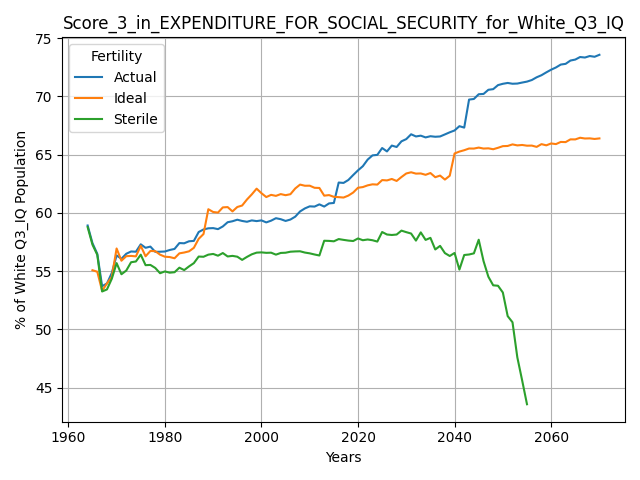 Score_3_in_EXPENDITURE_FOR_SOCIAL_SECURITY_for_White_Q3_IQ
Fertility
Actual
Ideal
Sterile
% of White Q3_IQ Population
75
70
65
60
55
50
45
1960
1980
2000
2020
2040
2060
Years